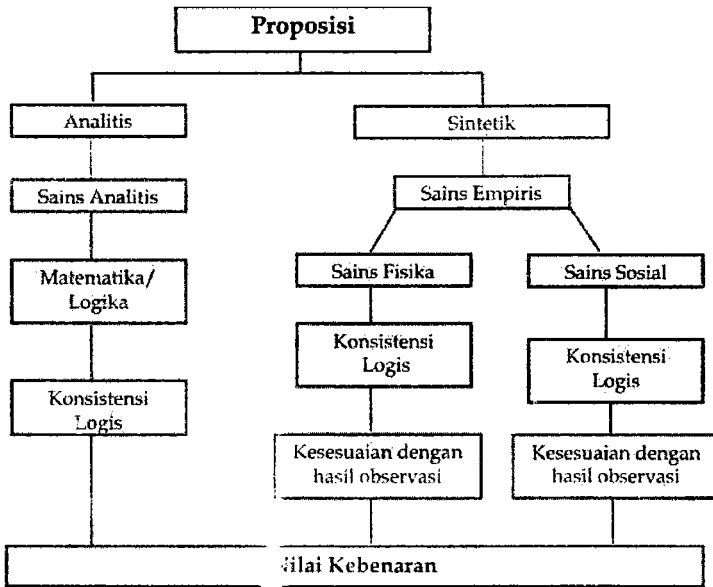 Proposisi
Analitis
Sintetik
Sains Analitis
Sains Empiris
Matematika/
Logika
Sains Fisika
Sains Sosial
Konsistensi
Logis
Konsistensi
Logis
Konsistensi
Logis
Kesesuaian dengan
hasil observasi
Kesesuaian dengan
hasil observasi
ilai Kebenaran